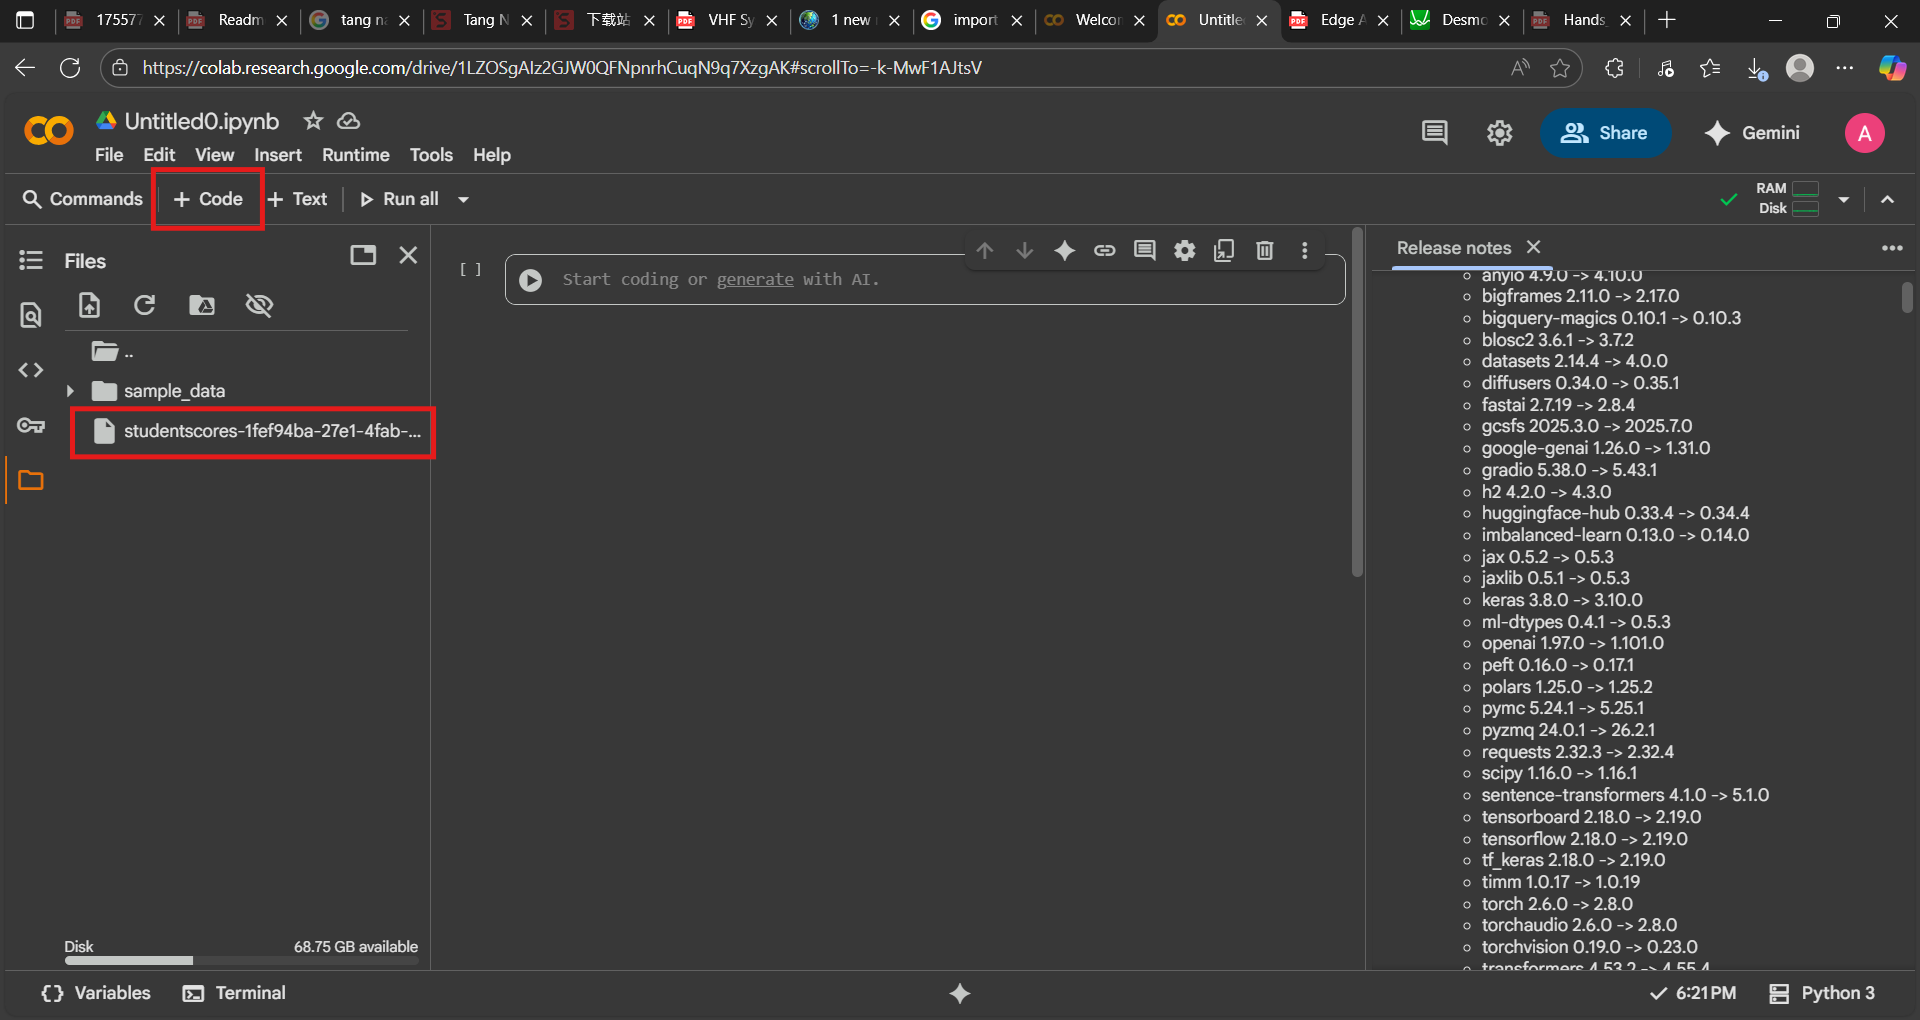 175577
Readm
tang na
Tang N
下载站
VHF Sy
1 new
import
Welcon
Untitle
Edge A
Desmo
Hands_
https://colab.research.google.com/drive/1LZOSgAlz2GJW0QFNpnrhCuqN9q7XzgAK#scrollTo=-k-MwF1AJtsV
Untitled0.ipynb
File Edit View Insert Runtime Tools Help
Share
Gemini
A
Commands + Code + Text Run all
RAM
Disk
Files
..
sample_data
studentscores-1fef94ba-27e1-4fab-...
Disk 68.75 GB available
[ ] Start coding or generate with AI.
Release notes
anyio 4.9.0 -> 4.10.0
bigframes 2.11.0 -> 2.17.0
bigquery-magics 0.10.1 -> 0.10.3
blosc2 3.6.1 -> 3.7.2
datasets 2.14.4 -> 4.0.0
diffusers 0.34.0 -> 0.35.1
fastai 2.7.19 -> 2.8.4
gcsfs 2025.3.0 -> 2025.7.0
google-genai 1.26.0 -> 1.31.0
gradio 5.38.0 -> 5.43.1
h2 4.2.0 -> 4.3.0
huggingface-hub 0.33.4 -> 0.34.4
imbalanced-learn 0.13.0 -> 0.14.0
jax 0.5.2 -> 0.5.3
jaxlib 0.5.1 -> 0.5.3
keras 3.8.0 -> 3.10.0
ml-dtypes 0.4.1 -> 0.5.3
openai 1.97.0 -> 1.101.0
peft 0.16.0 -> 0.17.1
polars 1.25.0 -> 1.25.2
pymc 5.24.1 -> 5.25.1
pyzmq 24.0.1 -> 26.2.1
requests 2.32.3 -> 2.32.4
scipy 1.16.0 -> 1.16.1
sentence-transformers 4.1.0 -> 5.1.0
tensorboard 2.18.0 -> 2.19.0
tensorflow 2.18.0 -> 2.19.0
tf_keras 2.18.0 -> 2.19.0
timm 1.0.17 -> 1.0.19
torch 2.6.0 -> 2.8.0
torchaudio 2.6.0 -> 2.8.0
torchvision 0.19.0 -> 0.23.0
transformers 4.53.2 -> 4.55.4
Variables Terminal
6:21 PM Python 3